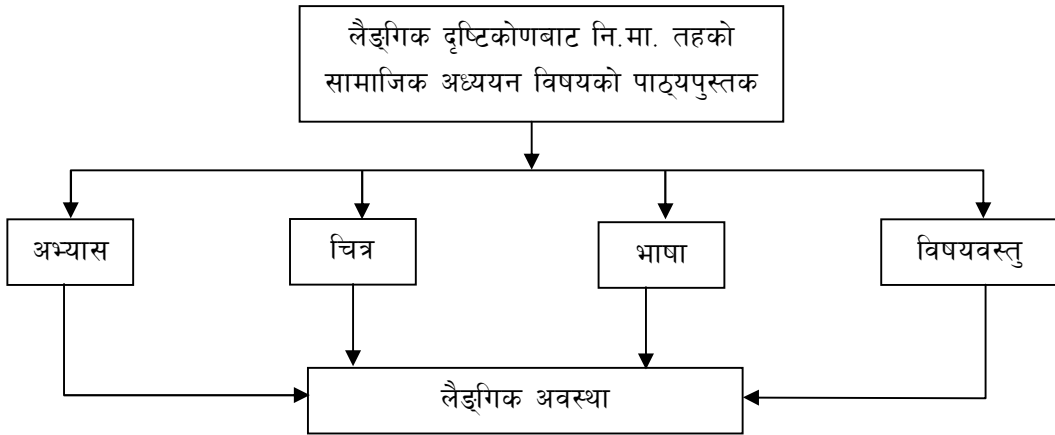 लैङ्गिक दृष्टिकोणबाट नि.मा. तहको
सामाजिक अध्ययन विषयको पाठ्यपुस्तक
अभ्यास
चित्र
भाषा
विषयवस्तु
लैङ्गिक अवस्था